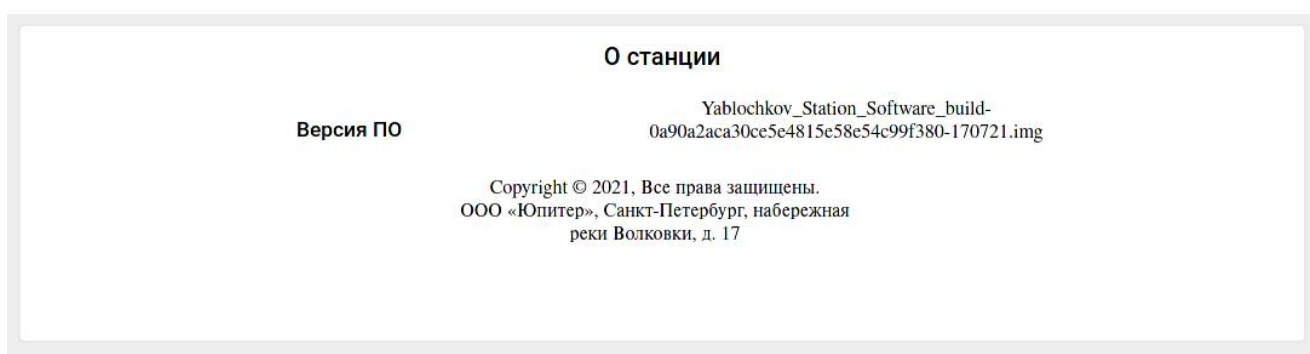 О станции
Yablochkov_Station_Software_build-
Версия ПО
0a90a2aca30ce5e4815e58e54c99f380-170721.img
Copyright © 2021, Все права защищены.
ООО «Юпитер», Санкт-Петербург, набережная
реки Волковки, д. 17